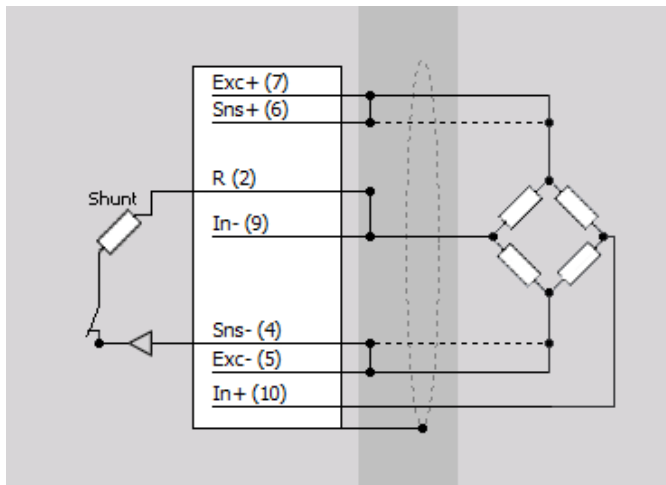 Exc+ (7)
Sns+ (6)
R (2)
Shunt
In- (9)
Sns- (4)
Exc- (5)
In+ (10)